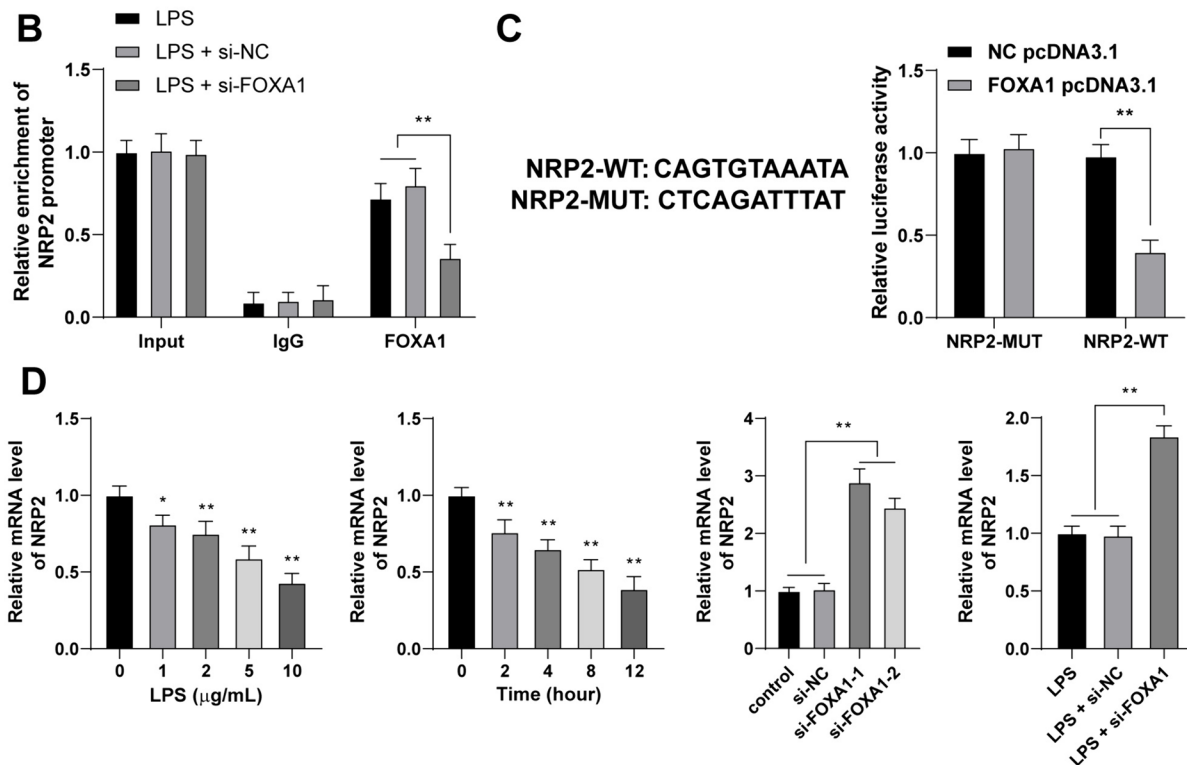 B
LPS
LPS + si-NC
LPS + si-FOXA1
Relative enrichment of
NRP2 promoter
1.5
1.0
0.5
0.0
**
Input IgG FOXA1
C
NRP2-WT: CAGTGTAAATA
NRP2-MUT: CTCAGATTTAT
NC pcDNA3.1
FOXA1 pcDNA3.1
Relative luciferase activity
1.5
1.0
0.5
0.0
**
NRP2-MUT NRP2-WT
D
Relative mRNA level
of NRP2
1.5
1.0
0.5
0.0
* ** ** **
0 1 2 5 10
LPS (μg/mL)
Relative mRNA level
of NRP2
1.5
1.0
0.5
0.0
** ** ** **
0 2 4 8 12
Time (hour)
Relative mRNA level
of NRP2
4
3
2
1
0
**
control
si-NC
si-FOXA1-1
si-FOXA1-2
Relative mRNA level
of NRP2
2.0
1.5
1.0
0.5
0.0
**
LPS
LPS + si-NC
LPS + si-FOXA1